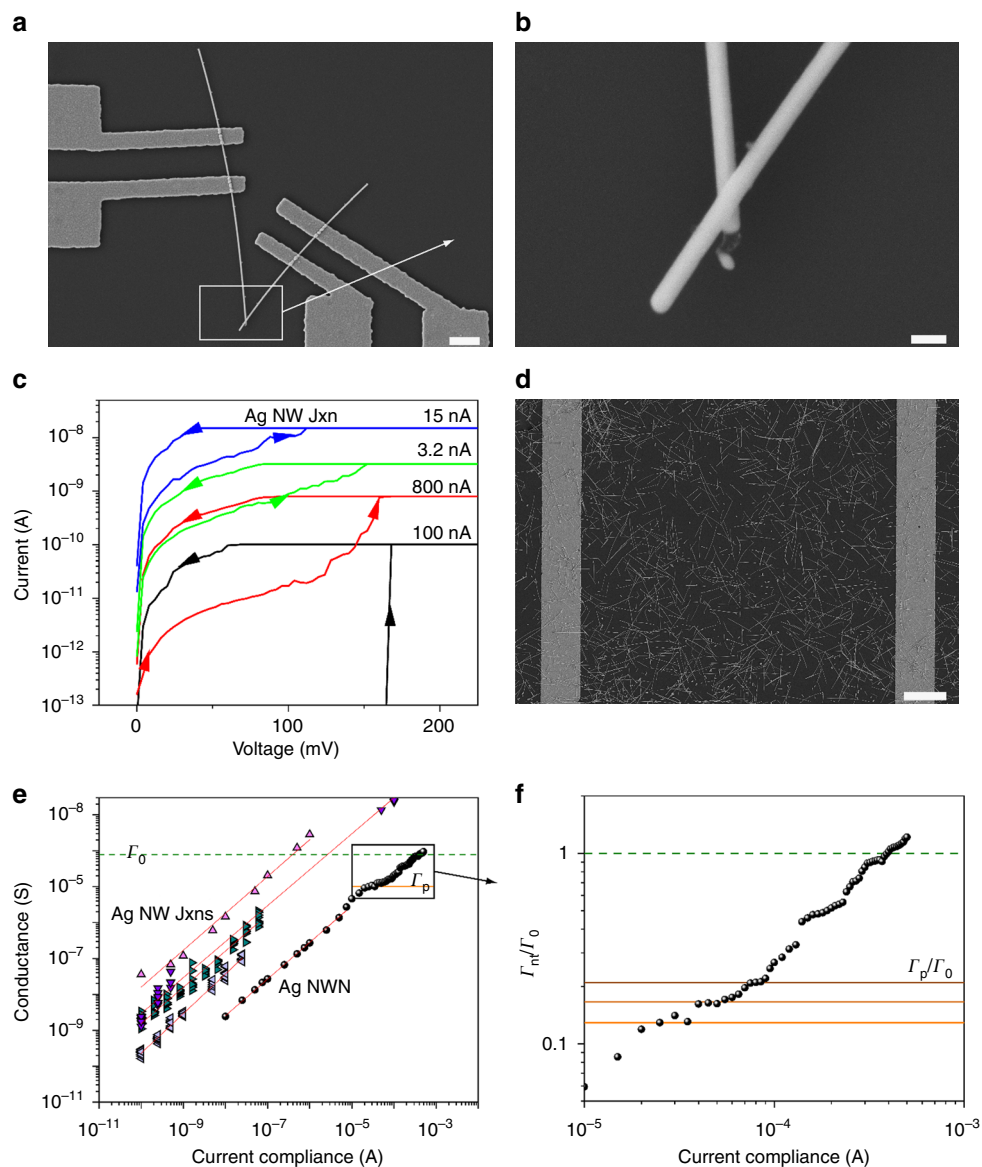 a
b
c
Ag NW Jxn
15 nA
3.2 nA
800 nA
100 nA
10⁻⁸
10⁻⁹
10⁻¹⁰
10⁻¹¹
10⁻¹²
10⁻¹³
Current (A)
0
100
200
Voltage (mV)
d
e
10⁻⁸
10⁻³
10⁻⁵
10⁻⁷
10⁻⁹
10⁻¹¹
Conductance (S)
Γ₀
Γₚ
Ag NW Jxns
Ag NWN
10⁻¹¹
10⁻⁹
10⁻⁷
10⁻⁵
10⁻³
Current compliance (A)
f
1
0.1
Γnt/Γ₀
Γₚ/Γ₀
10⁻⁵
10⁻⁴
10⁻³
Current compliance (A)